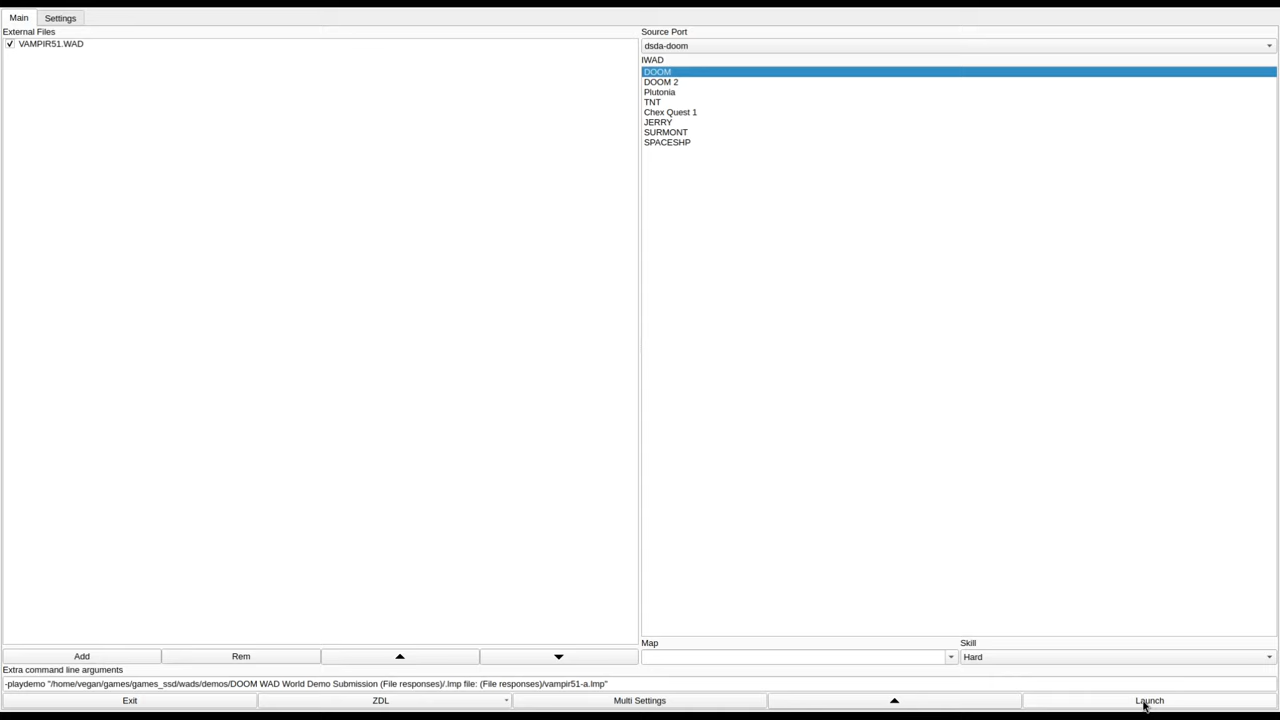 Main Settings
External Files
VAMPIR51.WAD
Source Port
dsda-doom
IWAD
DOOM
DOOM 2
Plutonia
TNT
Chex Quest 1
JERRY
SURMONT
SPACESHP
Map
Skill
Hard
Add Rem
Extra command line arguments
-playdemo "/home/vegan/games/games_ssd/wads/demos/DOOM WAD World Demo Submission (File responses)/.lmp file: (File responses)/vampir51-a.lmp"
Exit ZDL Multi Settings Launch